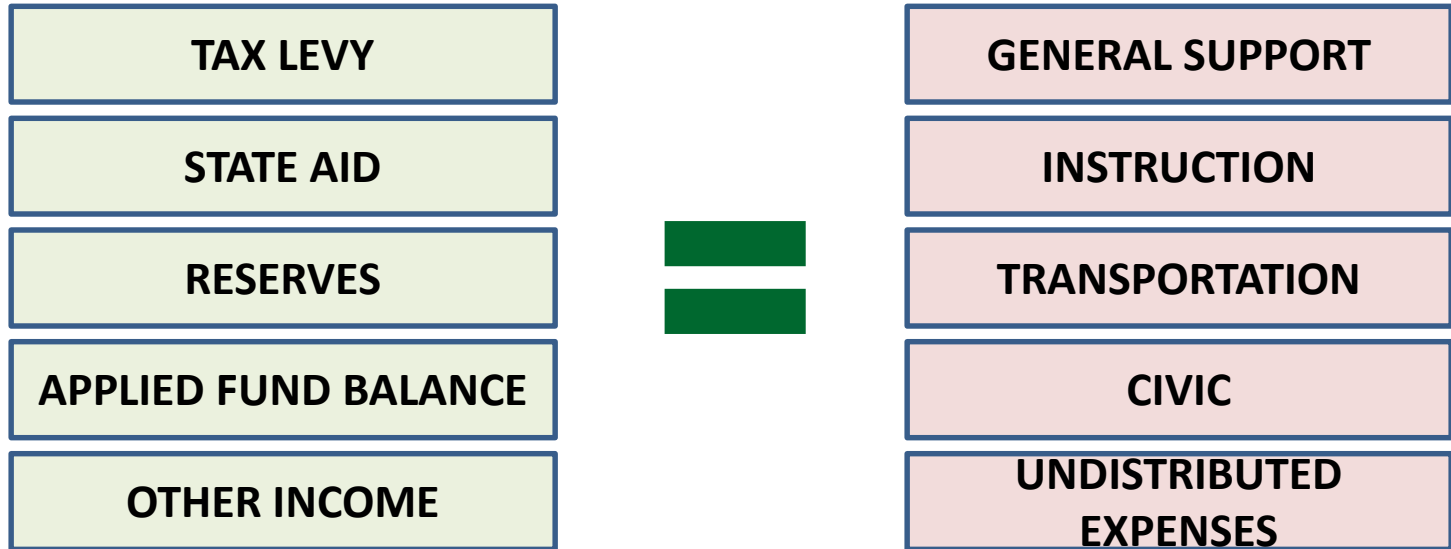 TAX LEVY
STATE AID
RESERVES
APPLIED FUND BALANCE
OTHER INCOME
GENERAL SUPPORT
INSTRUCTION
TRANSPORTATION
CIVIC
UNDISTRIBUTED
EXPENSES